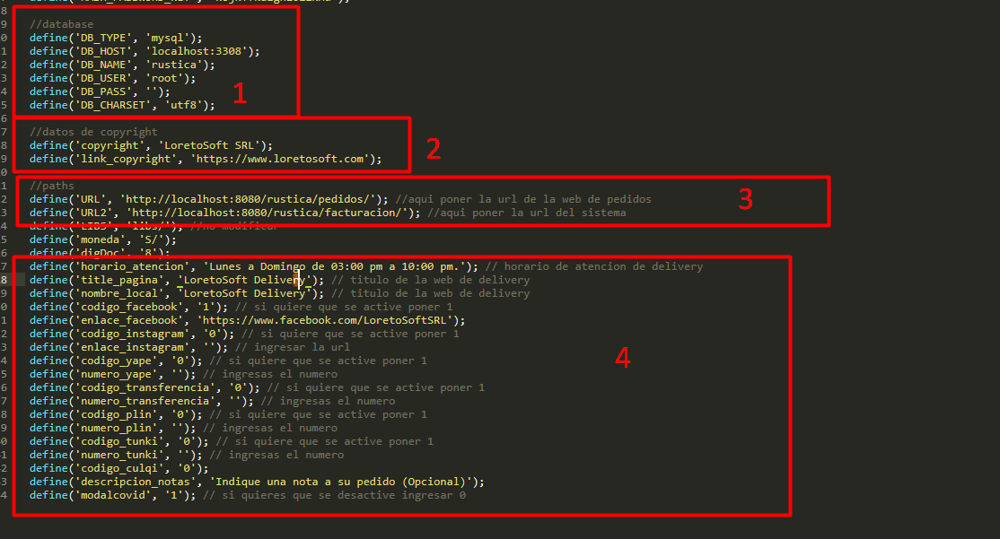 //database
define('DB_TYPE', 'mysql');
define('DB_HOST', 'localhost:3308');
define('DB_NAME', 'rustica');
define('DB_USER', 'root');
define('DB_PASS', '');
define('DB_CHARSET', 'utf8');
1
//datos de copyright
define('copyright', 'LoretoSoft SRL');
define('link_copyright', 'https://www.loretosoft.com');
2
//paths
define('URL', 'http://localhost:8080/rustica/pedidos/'); //aqui poner la url de la web de pedidos
define('URL2', 'http://localhost:8080/rustica/facturacion/'); //aqui poner la url del sistema
3
define('LIBS', 'libs/'); //no modificar
define('moneda', 'S/');
define('digDoc', '8');
define('horario_atencion', 'Lunes a Domingo de 03:00 pm a 10:00 pm.'); // horario de atencion de delivery
define('title_pagina', 'LoretoSoft Delivery'); // titulo de la web de delivery
define('nombre_local', 'LoretoSoft Delivery'); // titulo de la web de delivery
define('codigo_facebook', '1'); // si quiere que se active poner 1
define('enlace_facebook', 'https://www.facebook.com/LoretoSoftSRL');
define('codigo_instagram', '0'); // si quiere que se active poner 1
define('enlace_instagram', ''); // ingresar la url
define('codigo_yape', '0'); // si quiere que se active poner 1
4
define('numero_yape', ''); // ingresas el numero
define('codigo_transferencia', '0'); // si quiere que se active poner 1
define('numero_transferencia', ''); // ingresas el numero
define('codigo_plin', '0'); // si quiere que se active poner 1
define('numero_plin', ''); // ingresas el numero
define('codigo_tunki', '0'); // si quiere que se active poner 1
define('numero_tunki', ''); // ingresas el numero
define('codigo_culqi', '0');
define('descripcion_notas', 'Indique una nota a su pedido (Opcional)');
define('modalcovid', '1'); // si quieres que se desactive ingresar 0